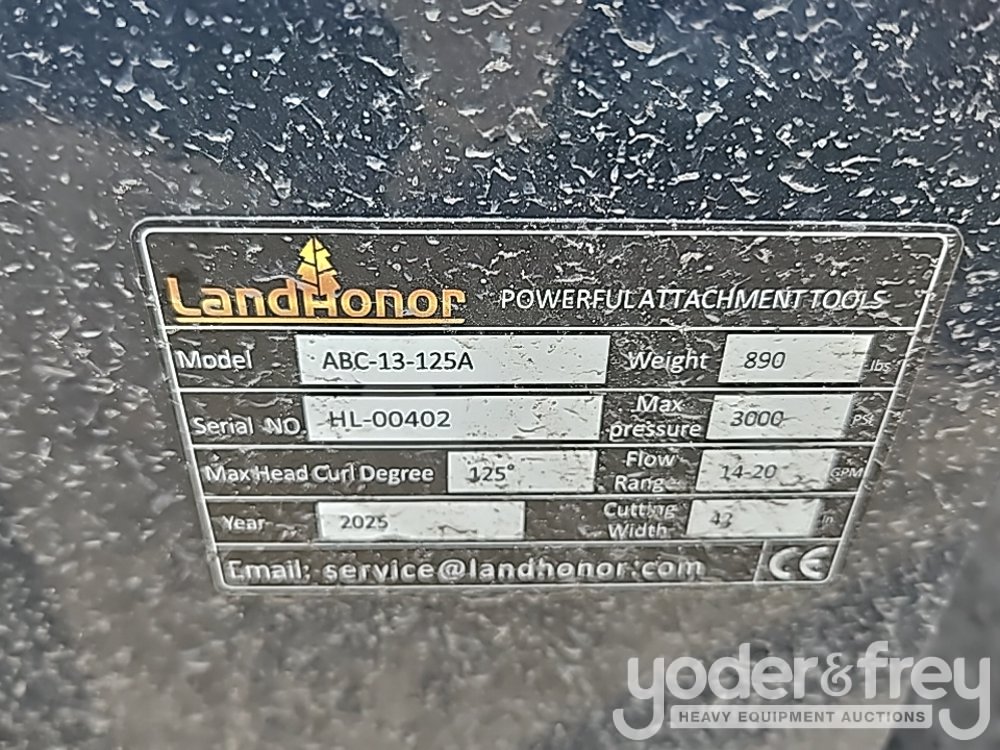 LandHonor POWERFUL ATTACHMENT TOOLS
Model ABC-13-125A Weight 890 lbs
Serial NO. HL-00402 Max pressure 3000 PSI
Max Head Curl Degree 125° Flow Range 14-20 GPM
Year 2025 Cutting Width in
Email: service@landhonor.com CE
yoder&frey
HEAVY EQUIPMENT AUCTIONS